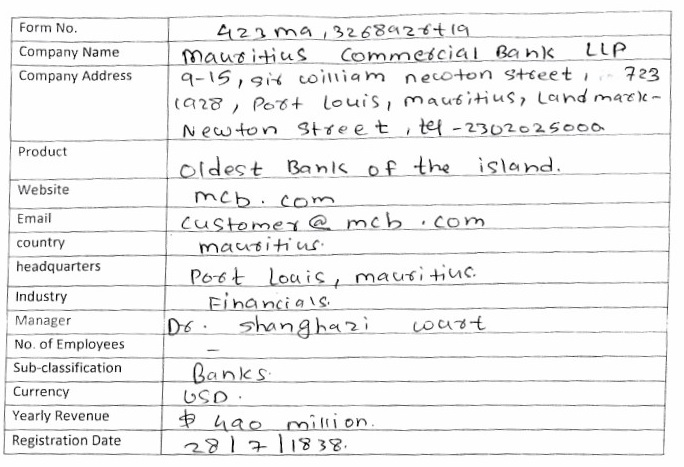 Form No. 423ma,3268926+19
Company Name Mauritius Commercial Bank LLP
Company Address 9-15, sir william newton street, 723
1928, Port Louis, mauritius, Landmark-
Newton Street, tel -2302025000
Product Oldest Bank of the island.
Website mcb.com
Email customer@mcb.com
country mauritius.
headquarters Port Louis, mauritius.
Industry Financials.
Manager Dr. Shanghazi court
No. of Employees –
Sub-classification Banks.
Currency USD.
Yearly Revenue $ 490 million.
Registration Date 28|7|1838.